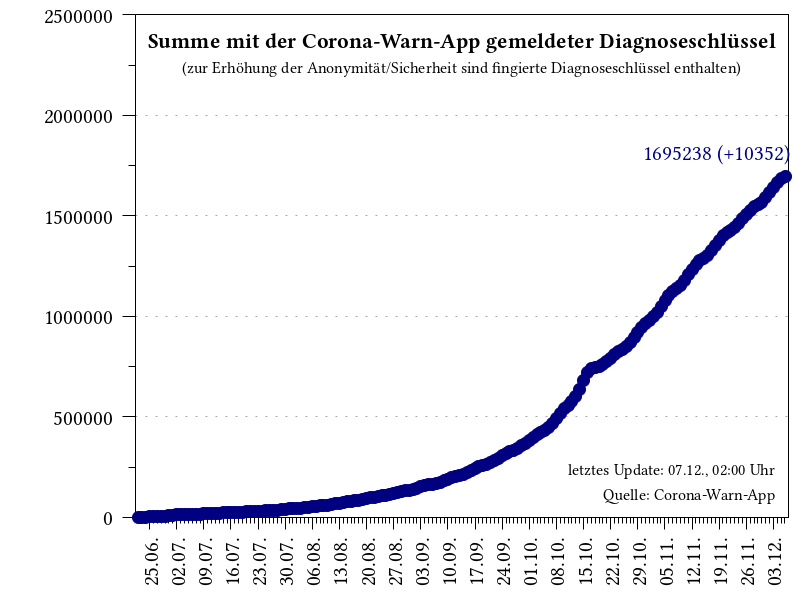 Summe mit der Corona-Warn-App gemeldeter Diagnoseschlüssel
(zur Erhöhung der Anonymität/Sicherheit sind fingierte Diagnoseschlüssel enthalten)
2500000
2000000
1695238 (+10352)
1500000
1000000
500000
letztes Update: 07.12., 02:00 Uhr
Quelle: Corona-Warn-App
0
25.06. 02.07. 09.07. 16.07. 23.07. 30.07. 06.08. 13.08. 20.08. 27.08. 03.09. 10.09. 17.09. 24.09. 01.10. 08.10. 15.10. 22.10. 29.10. 05.11. 12.11. 19.11. 26.11. 03.12.